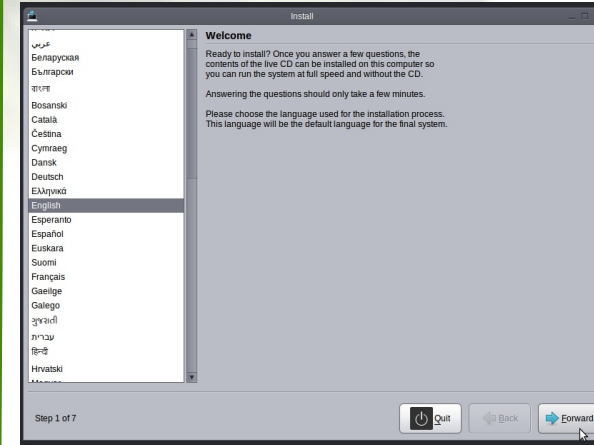 Install
Welcome
عربي
Беларуская
Български
বাংলা
Bosanski
Català
Čeština
Cymraeg
Dansk
Deutsch
Ελληνικά
English
Esperanto
Español
Euskara
Suomi
Français
Gaeilge
Galego
ગુજરાતી
עברית
हिन्दी
Hrvatski
Ready to install? Once you answer a few questions, the
contents of the live CD can be installed on this computer so
you can run the system at full speed and without the CD.
Answering the questions should only take a few minutes.
Please choose the language used for the installation process.
This language will be the default language for the final system.
Step 1 of 7
Quit
Back
Forward